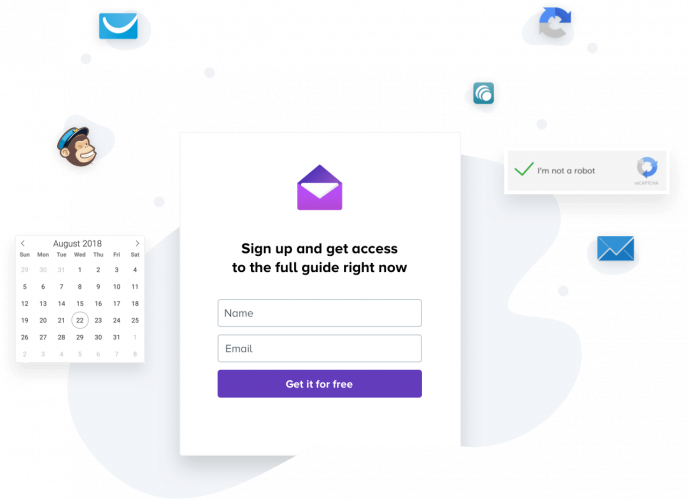 I'm not a robot
reCAPTCHA
August 2018
Sun Mon Tue Wed Thu Fri Sat
29 30 31 1 2 3 4
5 6 7 8 9 10 11
12 13 14 15 16 17 18
19 20 21 22 23 24 25
26 27 28 29 30 31 1
2 3 4 5 6 7 8
Sign up and get access
to the full guide right now
Name
Email
Get it for free